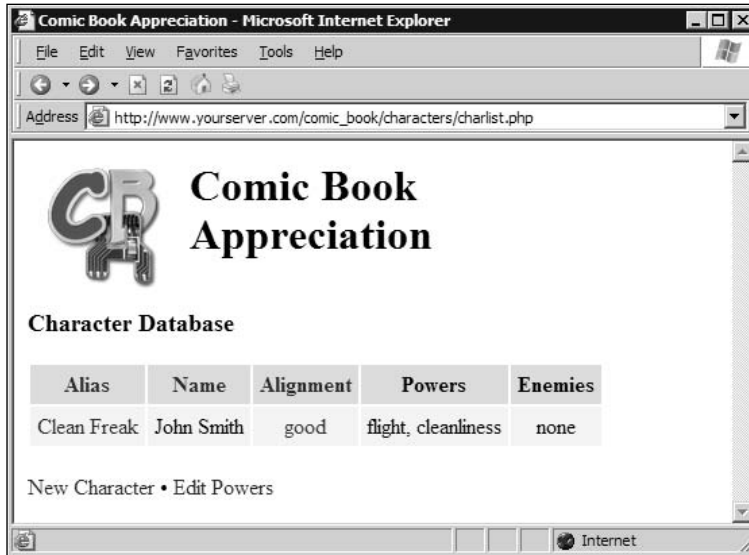 Comic Book Appreciation - Microsoft Internet Explorer
File Edit View Favorites Tools Help
Address http://www.yourserver.com/comic_book/characters/charlist.php
CB
Comic Book
Appreciation
Character Database
Alias Name Alignment Powers Enemies
Clean Freak John Smith good flight, cleanliness none
New Character • Edit Powers
Internet